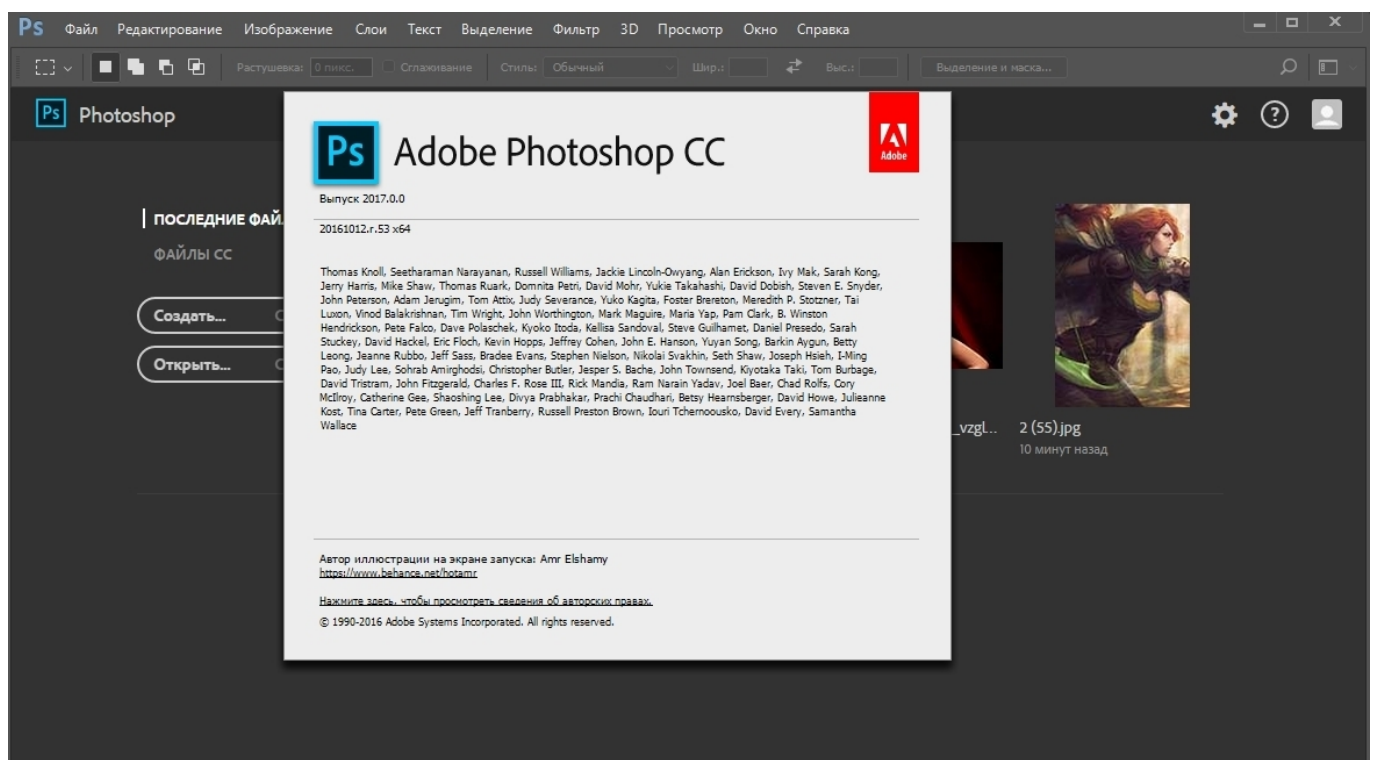 Ps Файл Редактирование Изображение Слои Текст Выделение Фильтр 3D Просмотр Окно Справка
Растушевка: 0 пикс. Сглаживание Стиль: Обычный Шир.: Выс.: Выделение и маска...
Ps Photoshop
Ps Adobe Photoshop CC
Adobe
Выпуск 2017.0.0
20161012.r.53 x64
ПОСЛЕДНИЕ ФАЙ
ФАЙЛЫ CC
Создать... C
Открыть... C
Thomas Knoll, Seetharaman Narayanan, Russell Williams, Jackie Lincoln-Owyang, Alan Erickson, Ivy Mak, Sarah Kong,
Jerry Harris, Mike Shaw, Thomas Ruark, Domnita Petri, David Mohr, Yukie Takahashi, David Dobish, Steven E. Snyder,
John Peterson, Adam Jerugim, Tom Attix, Judy Severance, Yuko Kagita, Foster Brereton, Meredith P. Stotzner, Tai
Luxon, Vinod Balakrishnan, Tim Wright, John Worthington, Mark Maguire, Maria Yap, Pam Clark, B. Winston
Hendrickson, Pete Falco, Dave Polaschek, Kyoko Itoda, Kellisa Sandoval, Steve Guilhamet, Daniel Presedo, Sarah
Stuckey, David Hackel, Eric Floch, Kevin Hopps, Jeffrey Cohen, John E. Hanson, Yuyan Song, Barkin Aygun, Betty
Leong, Jeanne Rubbo, Jeff Sass, Bradee Evans, Stephen Nielson, Nikolai Svakhin, Seth Shaw, Joseph Hsieh, I-Ming
Pao, Judy Lee, Sohrab Amirghodsi, Christopher Butler, Jesper S. Bache, John Townsend, Kiyotaka Taki, Tom Burbage,
David Tristram, John Fitzgerald, Charles F. Rose III, Rick Mandia, Ram Narain Yadav, Joel Baer, Chad Rolfs, Cory
McIlroy, Catherine Gee, Shaoshing Lee, Divya Prabhakar, Prachi Chaudhari, Betsy Hearnsberger, David Howe, Julieanne
Kost, Tina Carter, Pete Green, Jeff Tranberry, Russell Preston Brown, Iouri Tchernoousko, David Every, Samantha
Wallace
_vzgl... 2 (55).jpg
10 минут назад
Автор иллюстрации на экране запуска: Amr Elshamy
https://www.behance.net/hotamr
Нажмите здесь, чтобы просмотреть сведения об авторских правах.
© 1990-2016 Adobe Systems Incorporated. All rights reserved.